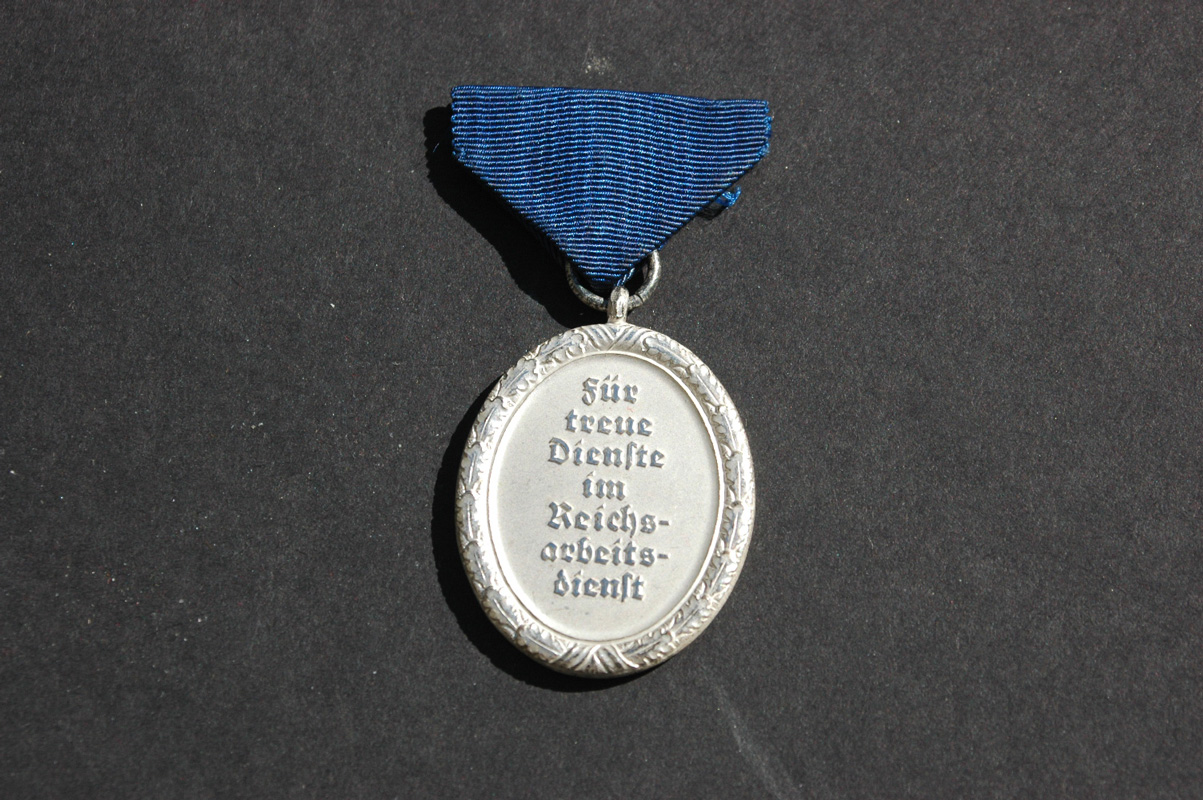 Für
treue
Dienſte
im
Reichs-
arbeits-
dienſt